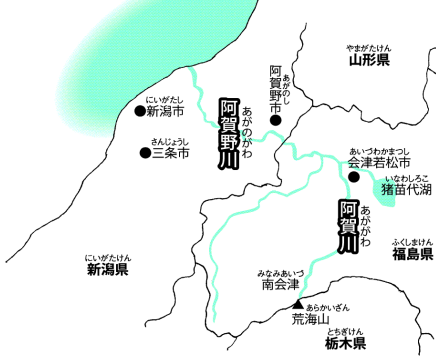 やまがたけん
山形県
にいがたし
新潟市
さんじょうし
三条市
あがのがわ
阿賀野川
あがのし
阿賀野市
あいづわかまつし
会津若松市
いなわしろこ
猪苗代湖
あががわ
阿賀川
ふくしまけん
福島県
にいがたけん
新潟県
みなみあいづ
南会津
あらかいざん
荒海山
とちぎけん
栃木県